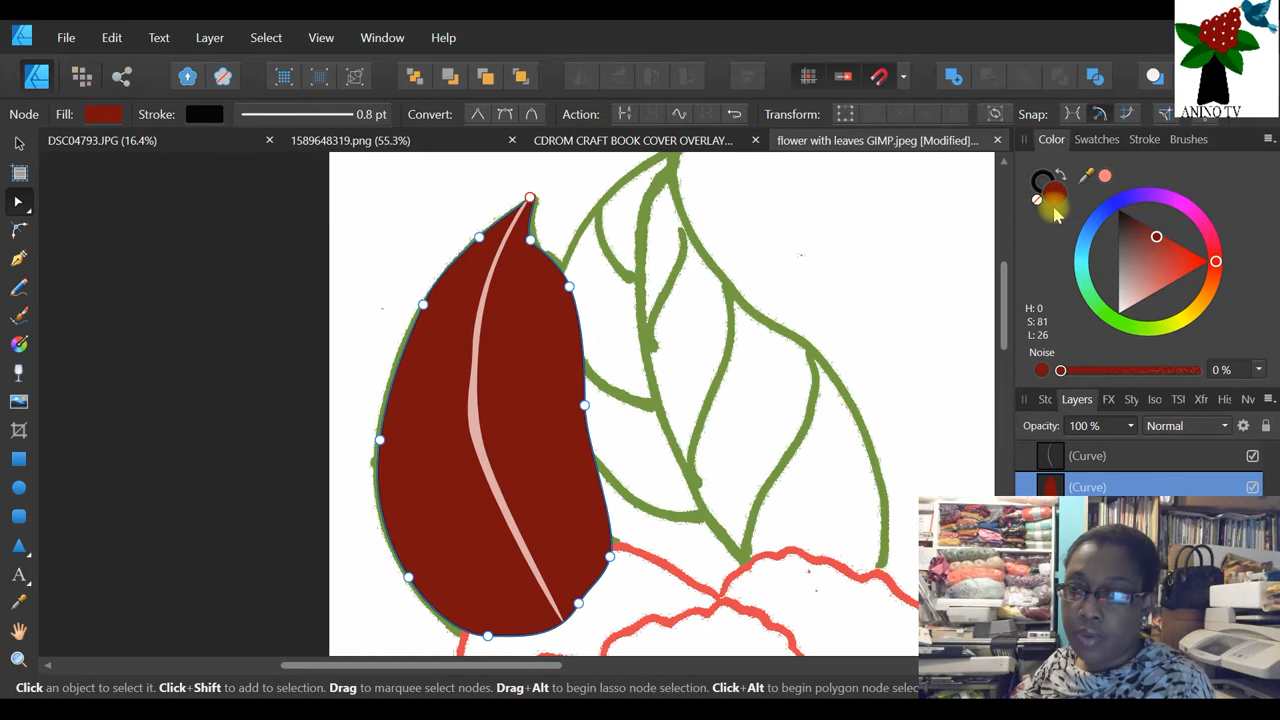 File Edit Text Layer Select View Window Help
ANINO TV
Node Fill: Stroke: 0.8 pt Convert: Action: Transform: Snap:
DSC04793.JPG (16.4%) 1589648319.png (55.3%) CDROM CRAFT BOOK COVER OVERLAY... flower with leaves GIMP.jpeg [Modified]...
Color Swatches Stroke Brushes
H: 0
S: 81
L: 26
Noise
0 %
Stc Layers FX Sty Iso TSI Xfr His Nv
Opacity: 100 % Normal
(Curve)
(Curve)
Click an object to select it. Click+Shift to add to selection. Drag to marquee select nodes. Drag+Alt to begin lasso node selection. Click+Alt to begin polygon node selec